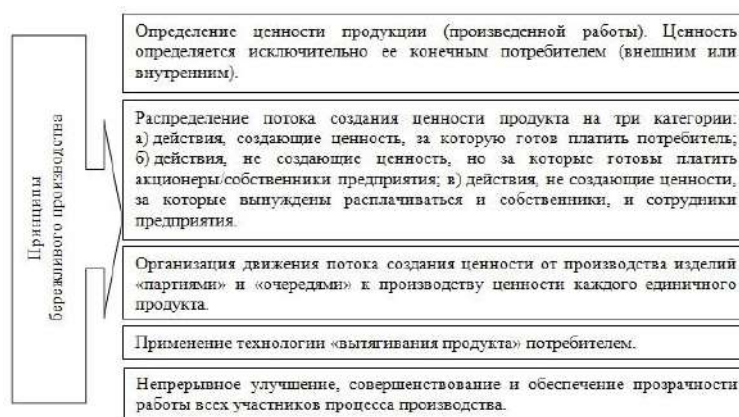 Принципы
бережливого производства
Определение ценности продукции (произведенной работы). Ценность
определяется исключительно ее конечным потребителем (внешним или
внутренним).
Распределение потока создания ценности продукта на три категории:
а) действия, создающие ценность, за которую готов платить потребитель;
б) действия, не создающие ценность, но за которые готовы платить
акционеры/собственники предприятия; в) действия, не создающие ценности,
за которые вынуждены расплачиваться и собственники, и сотрудники
предприятия.
Организация движения потока создания ценности от производства изделий
«партиями» и «очередями» к производству ценности каждого единичного
продукта.
Применение технологии «вытягивания продукта» потребителем.
Непрерывное улучшение, совершенствование и обеспечение прозрачности
работы всех участников процесса производства.